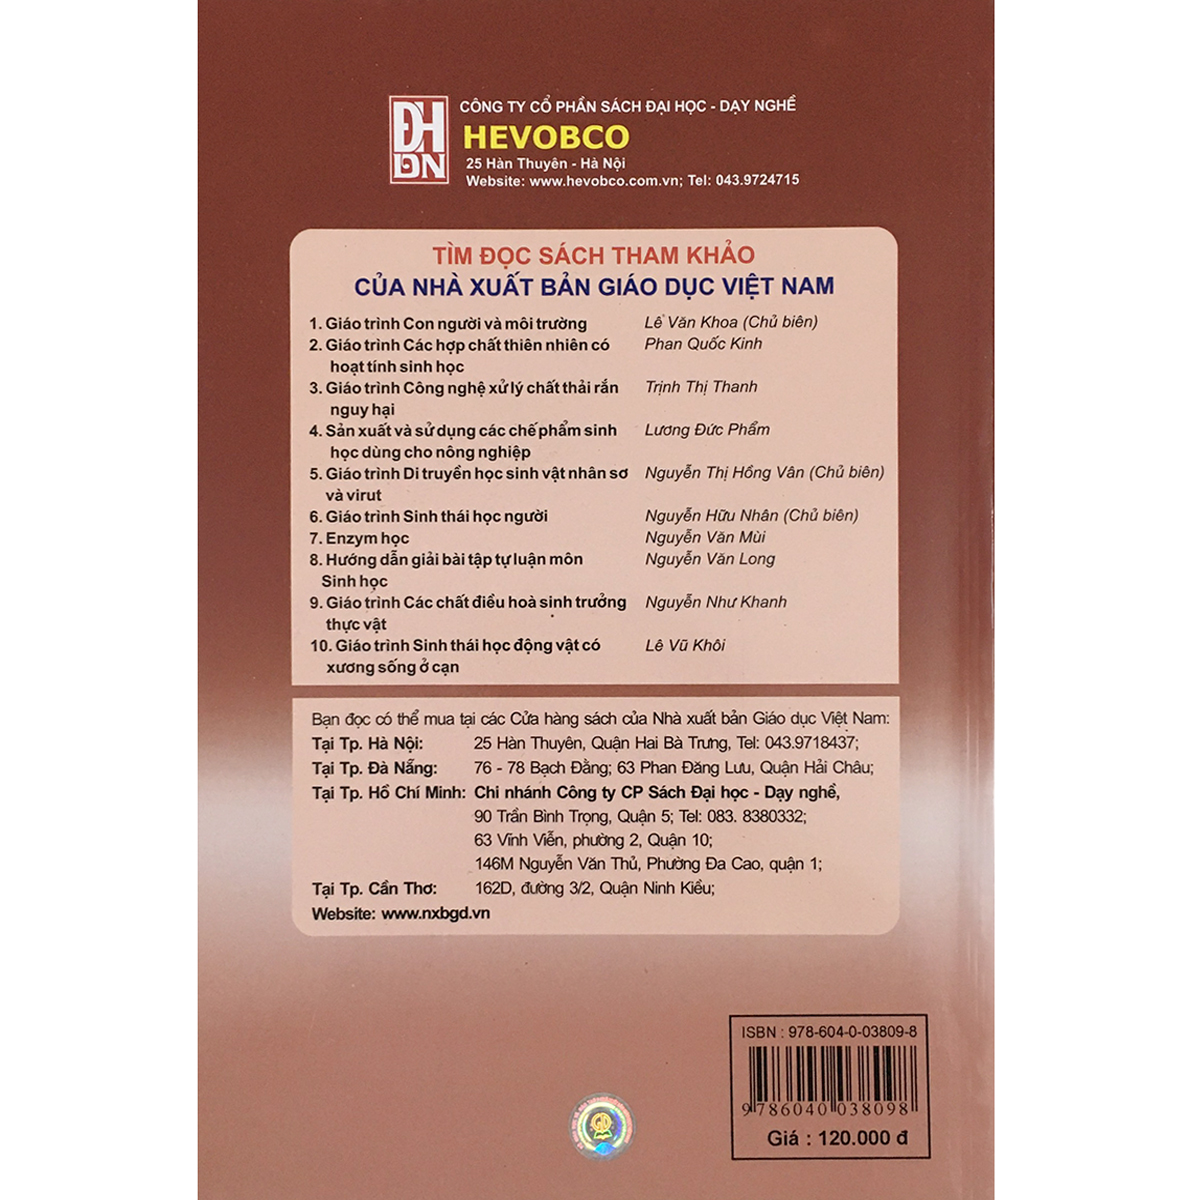 ĐH
DN
CÔNG TY CỔ PHẦN SÁCH ĐẠI HỌC - DẠY NGHỀ
HEVOBCO
25 Hàn Thuyên - Hà Nội
Website: www.hevobco.com.vn; Tel: 043.9724715
TÌM ĐỌC SÁCH THAM KHẢO
CỦA NHÀ XUẤT BẢN GIÁO DỤC VIỆT NAM
1. Giáo trình Con người và môi trường Lê Văn Khoa (Chủ biên)
2. Giáo trình Các hợp chất thiên nhiên có Phan Quốc Kinh
hoạt tính sinh học
3. Giáo trình Công nghệ xử lý chất thải rắn Trịnh Thị Thanh
nguy hại
4. Sản xuất và sử dụng các chế phẩm sinh Lương Đức Phẩm
học dùng cho nông nghiệp
5. Giáo trình Di truyền học sinh vật nhân sơ Nguyễn Thị Hồng Vân (Chủ biên)
và virut
6. Giáo trình Sinh thái học người Nguyễn Hữu Nhân (Chủ biên)
7. Enzym học Nguyễn Văn Mùi
8. Hướng dẫn giải bài tập tự luận môn Nguyễn Văn Long
Sinh học
9. Giáo trình Các chất điều hoà sinh trưởng Nguyễn Như Khanh
thực vật
10. Giáo trình Sinh thái học động vật có Lê Vũ Khôi
xương sống ở cạn
Bạn đọc có thể mua tại các Cửa hàng sách của Nhà xuất bản Giáo dục Việt Nam:
Tại Tp. Hà Nội: 25 Hàn Thuyên, Quận Hai Bà Trưng, Tel: 043.9718437;
Tại Tp. Đà Nẵng: 76 - 78 Bạch Đằng; 63 Phan Đăng Lưu, Quận Hải Châu;
Tại Tp. Hồ Chí Minh: Chi nhánh Công ty CP Sách Đại học - Dạy nghề,
90 Trần Bình Trọng, Quận 5; Tel: 083. 8380332;
63 Vĩnh Viễn, phường 2, Quận 10;
146M Nguyễn Văn Thủ, Phường Đa Cao, quận 1;
Tại Tp. Cần Thơ: 162D, đường 3/2, Quận Ninh Kiều;
Website: www.nxbgd.vn
ISBN : 978-604-0-03809-8
9 786040 038098
Giá : 120.000 đ